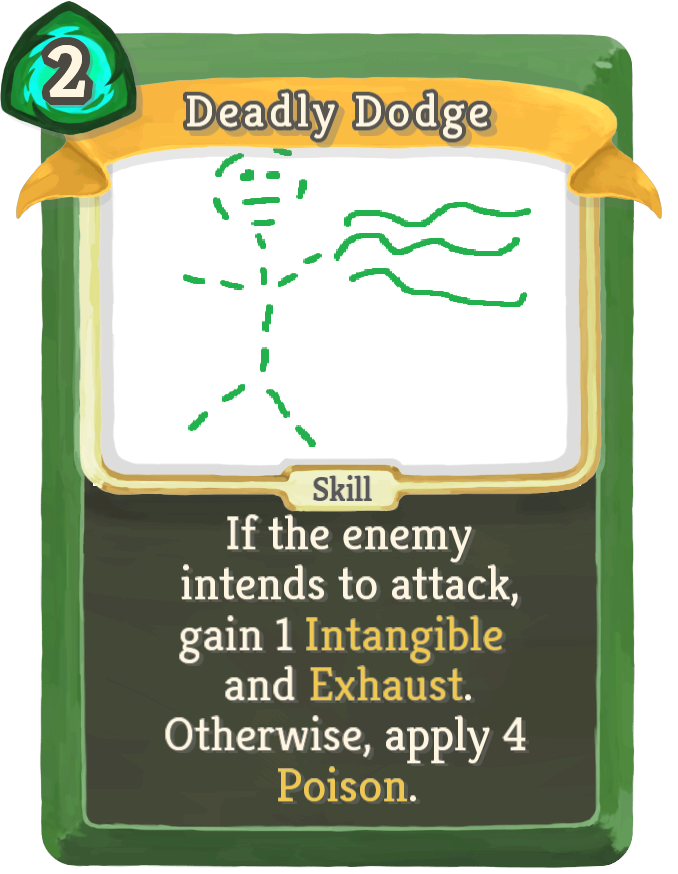 2
Deadly Dodge
Skill
If the enemy
intends to attack,
gain 1 Intangible
and Exhaust.
Otherwise, apply 4
Poison.